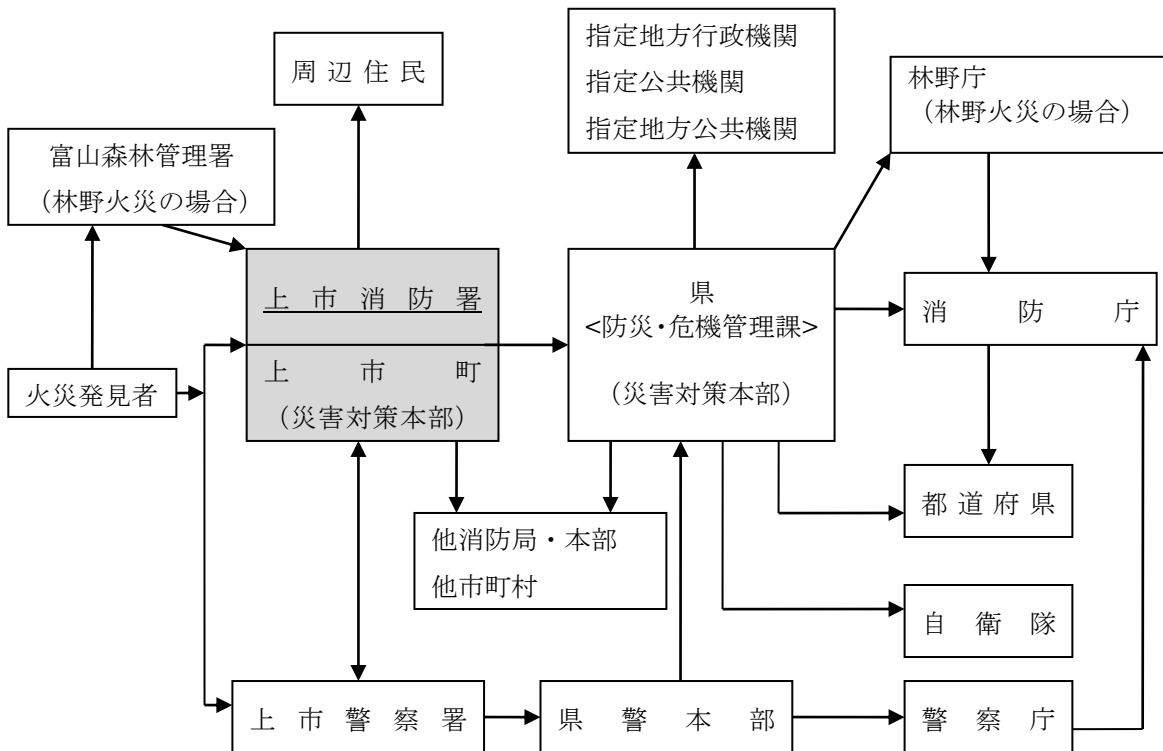 指定地方行政機関
指定公共機関
指定地方公共機関
周辺住民
林野庁
（林野火災の場合）
富山森林管理署
（林野火災の場合）
上市消防署
県
<防災・危機管理課>
（災害対策本部）
消防庁
火災発見者
上市町
（災害対策本部）
都道府県
他消防局・本部
他市町村
自衛隊
上市警察署
県警本部
警察庁